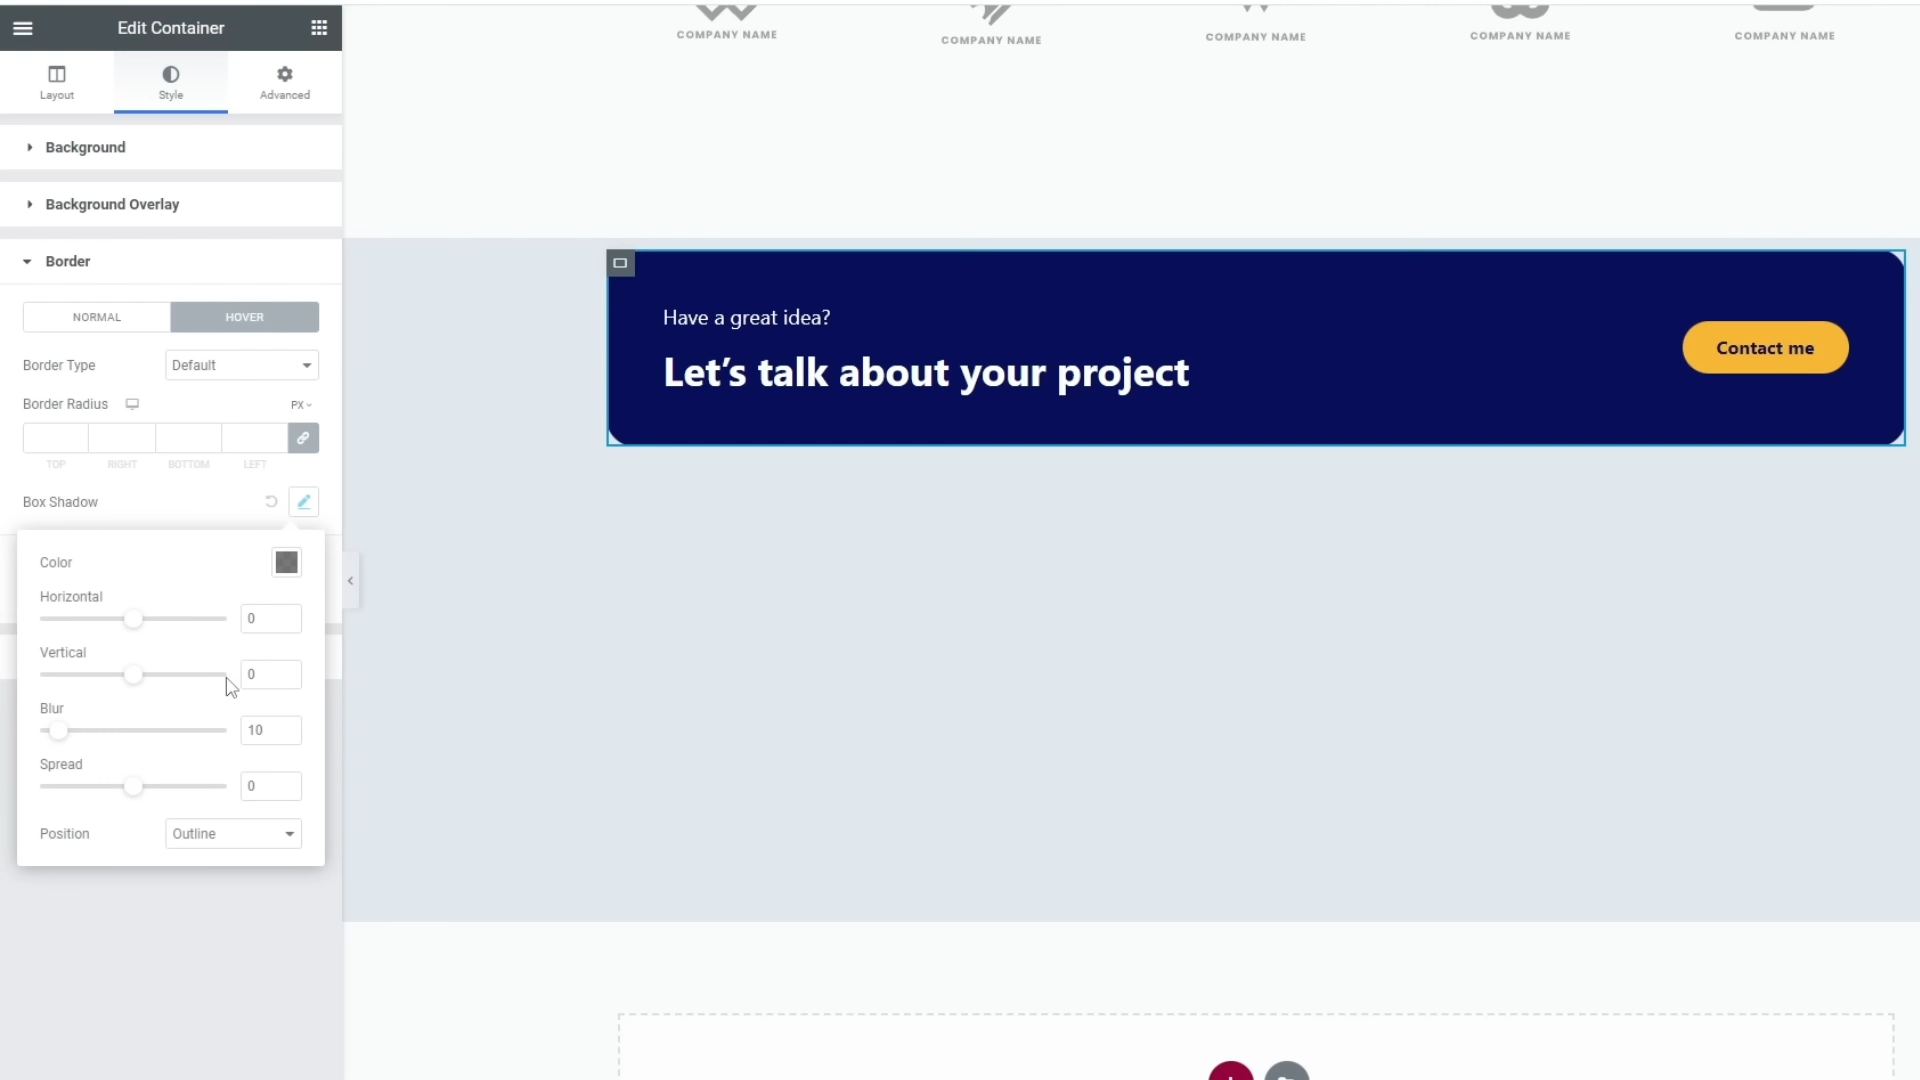 Edit Container
Layout
Style
Advanced
Background
Background Overlay
Border
NORMAL
HOVER
Border Type
Default
Border Radius
PX
TOP
RIGHT
BOTTOM
LEFT
Box Shadow
Color
Horizontal
0
Vertical
0
Blur
10
Spread
0
Position
Outline
COMPANY NAME
COMPANY NAME
COMPANY NAME
COMPANY NAME
COMPANY NAME
Have a great idea?
Let’s talk about your project
Contact me